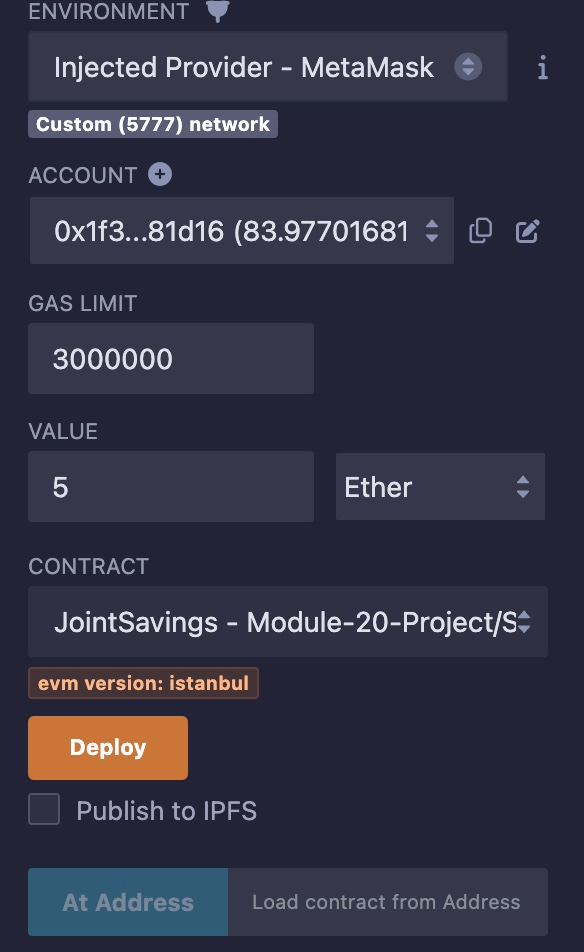 ENVIRONMENT
Injected Provider - MetaMask
i
Custom (5777) network
ACCOUNT +
0x1f3...81d16 (83.97701681
GAS LIMIT
3000000
VALUE
5 Ether
CONTRACT
JointSavings - Module-20-Project/S
evm version: istanbul
Deploy
Publish to IPFS
At Address Load contract from Address